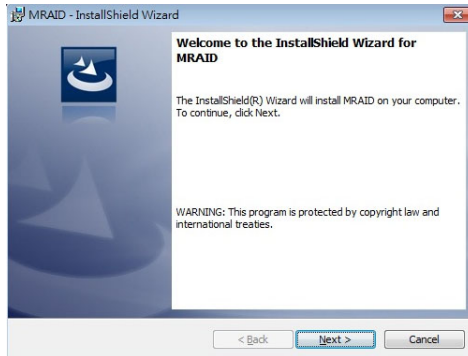 MRAID - InstallShield Wizard
Welcome to the InstallShield Wizard for
MRAID
The InstallShield(R) Wizard will install MRAID on your computer.
To continue, click Next.
WARNING: This program is protected by copyright law and
international treaties.
< Back
Next >
Cancel